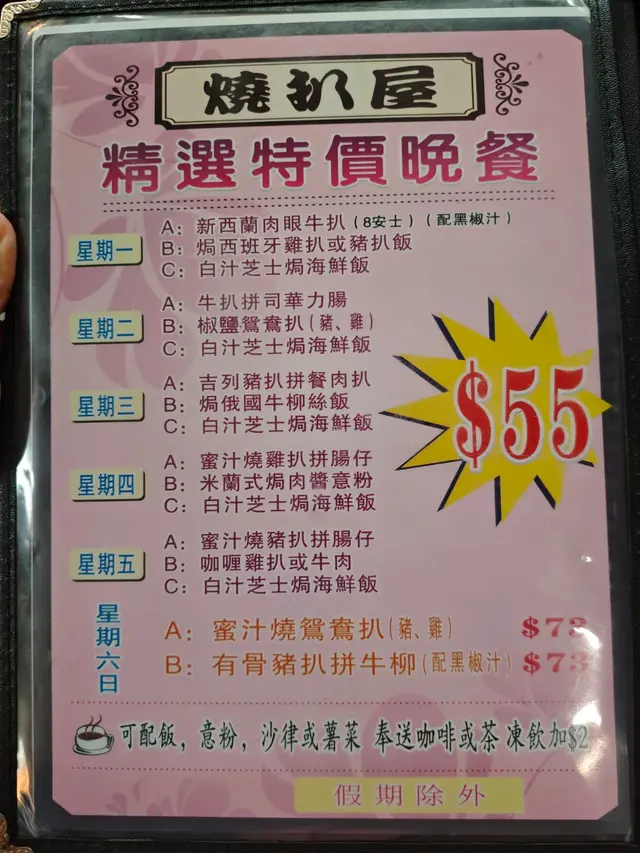 燒扒屋
精選特價晚餐
星期一
A: 新西蘭肉眼牛扒(8安士)(配黑椒汁)
B: 焗西班牙雞扒或豬扒飯
C: 白汁芝士焗海鮮飯
星期二
A: 牛扒拼司華力腸
B: 椒鹽鴛鴦扒(豬、雞)
C: 白汁芝士焗海鮮飯
星期三
A: 吉列豬扒拼餐肉扒
B: 焗俄國牛柳絲飯
C: 白汁芝士焗海鮮飯
$55
星期四
A: 蜜汁燒雞扒拼腸仔
B: 米蘭式焗肉醬意粉
C: 白汁芝士焗海鮮飯
星期五
A: 蜜汁燒豬扒拼腸仔
B: 咖喱雞扒或牛肉
C: 白汁芝士焗海鮮飯
星期六日
A: 蜜汁燒鴛鴦扒(豬、雞) $73
B: 有骨豬扒拼牛柳(配黑椒汁) $73
可配飯, 意粉, 沙律或薯菜 奉送咖啡或茶 凍飲加$2
假期除外